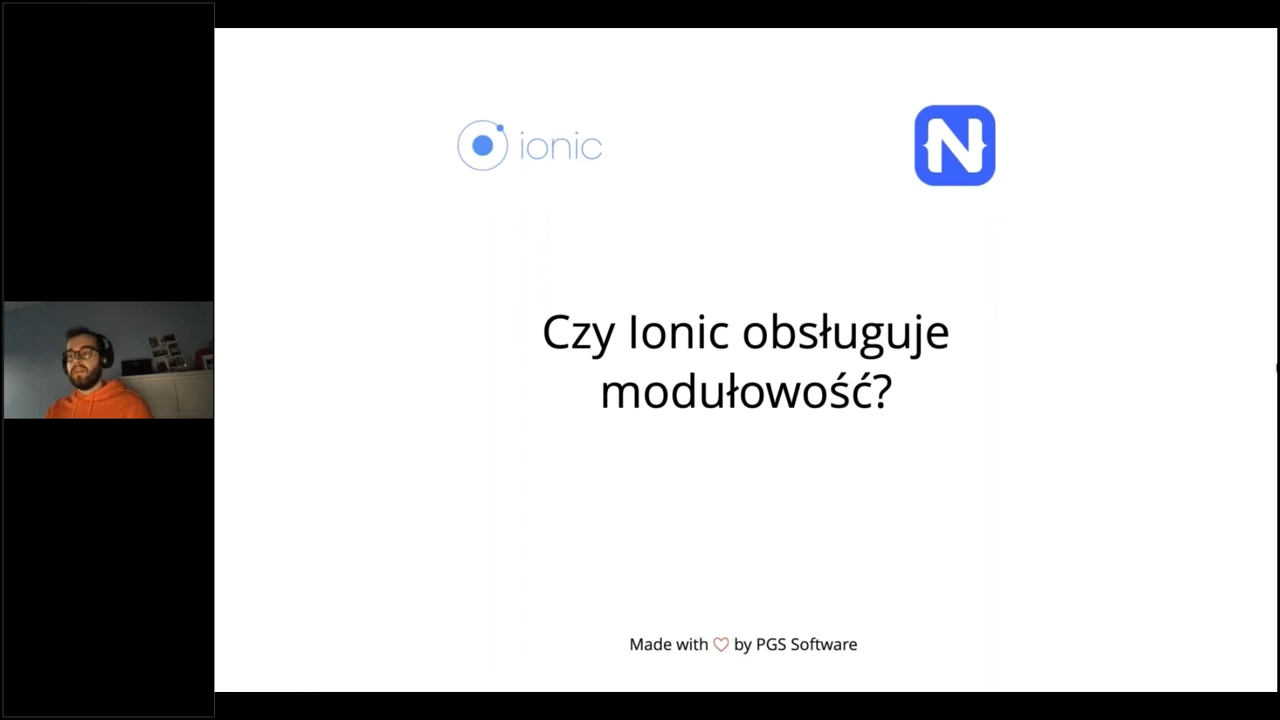 ionic
N
Czy Ionic obsługuje
modułowość?
Made with ♡ by PGS Software